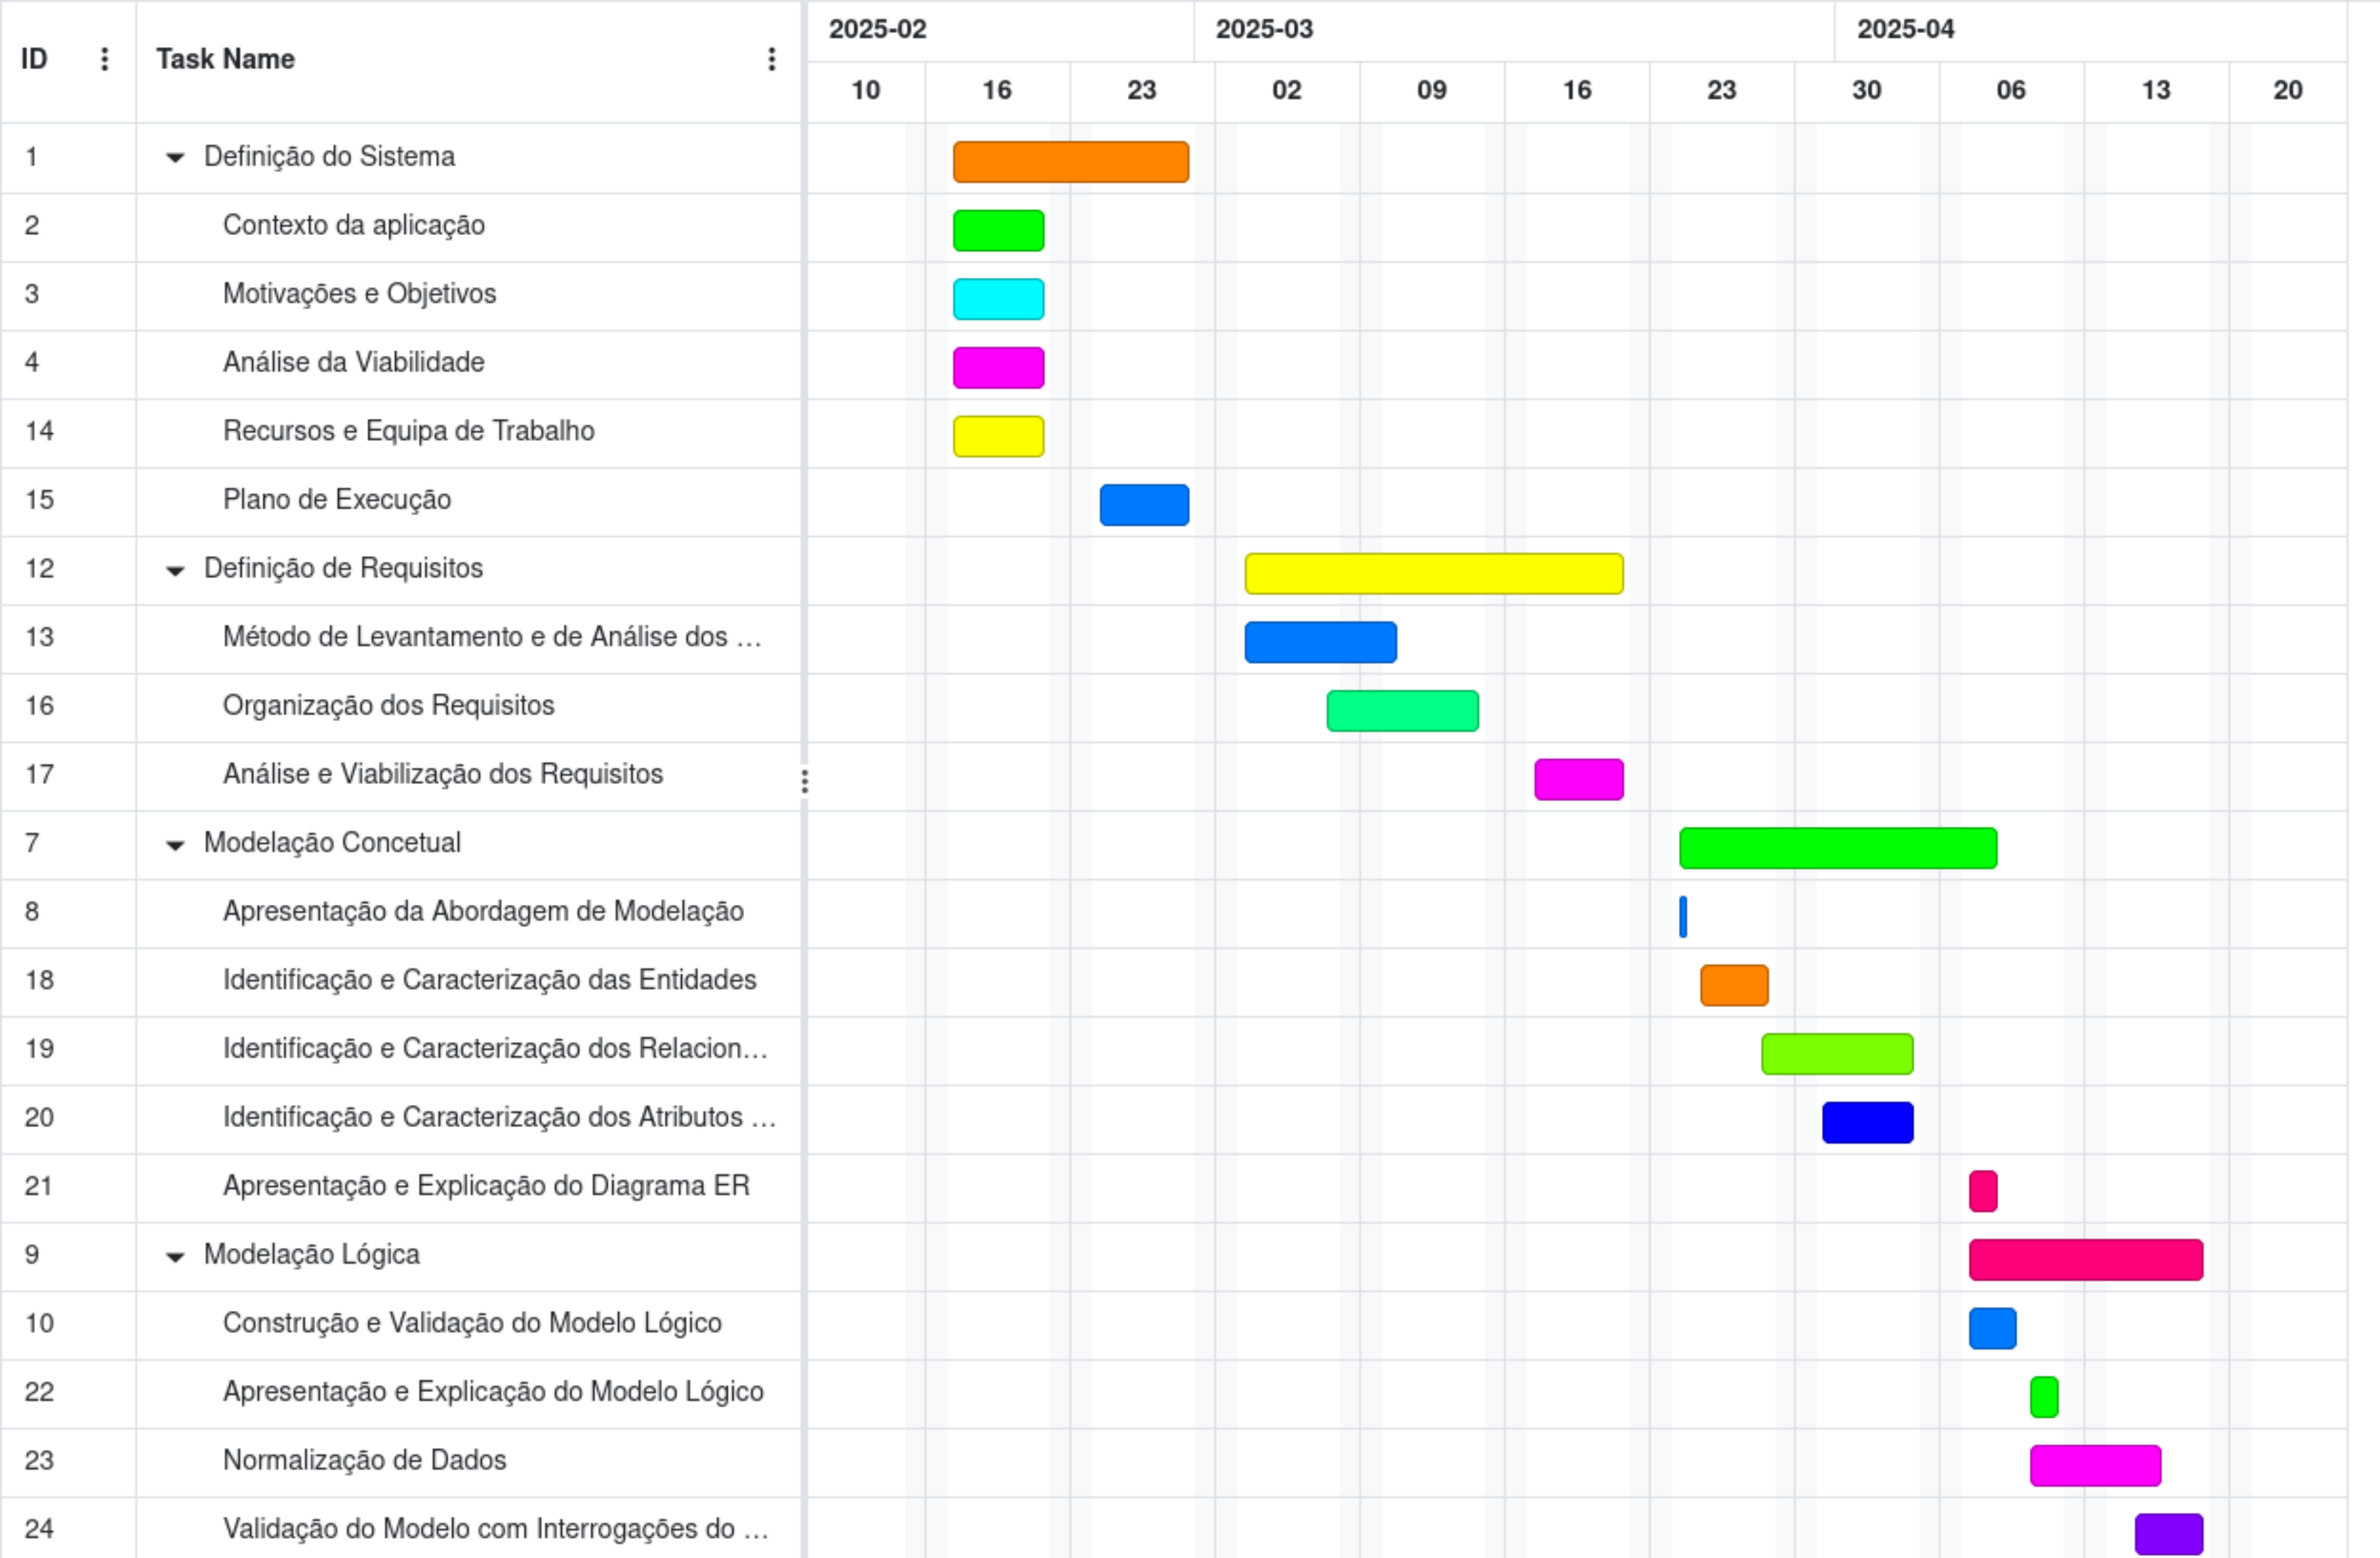 ID Task Name 2025-02 2025-03 2025-04
10 16 23 02 09 16 23 30 06 13 20
1 Definição do Sistema
2 Contexto da aplicação
3 Motivações e Objetivos
4 Análise da Viabilidade
14 Recursos e Equipa de Trabalho
15 Plano de Execução
12 Definição de Requisitos
13 Método de Levantamento e de Análise dos ...
16 Organização dos Requisitos
17 Análise e Viabilização dos Requisitos
7 Modelação Concetual
8 Apresentação da Abordagem de Modelação
18 Identificação e Caracterização das Entidades
19 Identificação e Caracterização dos Relacion...
20 Identificação e Caracterização dos Atributos ...
21 Apresentação e Explicação do Diagrama ER
9 Modelação Lógica
10 Construção e Validação do Modelo Lógico
22 Apresentação e Explicação do Modelo Lógico
23 Normalização de Dados
24 Validação do Modelo com Interrogações do ...